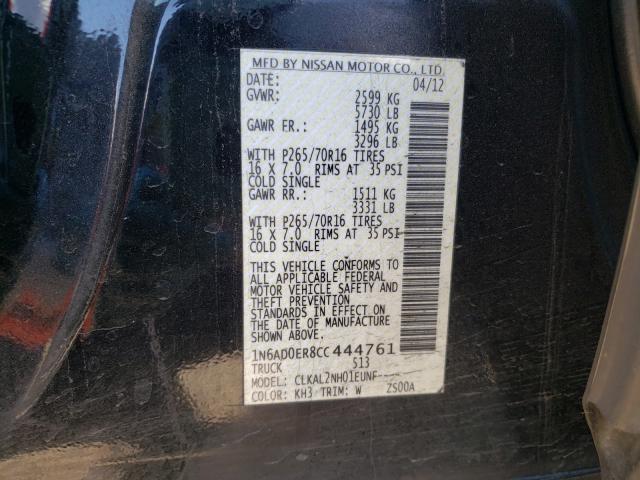 MFD BY NISSAN MOTOR CO., LTD.
DATE: 04/12
GVWR: 2599 KG
5730 LB
GAWR FR.: 1495 KG
3296 LB
WITH P265/70R16 TIRES
16 X 7.0 RIMS AT 35 PSI
COLD SINGLE
GAWR RR.: 1511 KG
3331 LB
WITH P265/70R16 TIRES
16 X 7.0 RIMS AT 35 PSI
COLD SINGLE
THIS VEHICLE CONFORMS TO
ALL APPLICABLE FEDERAL
MOTOR VEHICLE SAFETY AND
THEFT PREVENTION
STANDARDS IN EFFECT ON
THE DATE OF MANUFACTURE
SHOWN ABOVE.
1N6AD0ER8CC444761
TRUCK 513
MODEL: CLKAL2NH01EUNF----
COLOR: KH3 TRIM: W ZS00A